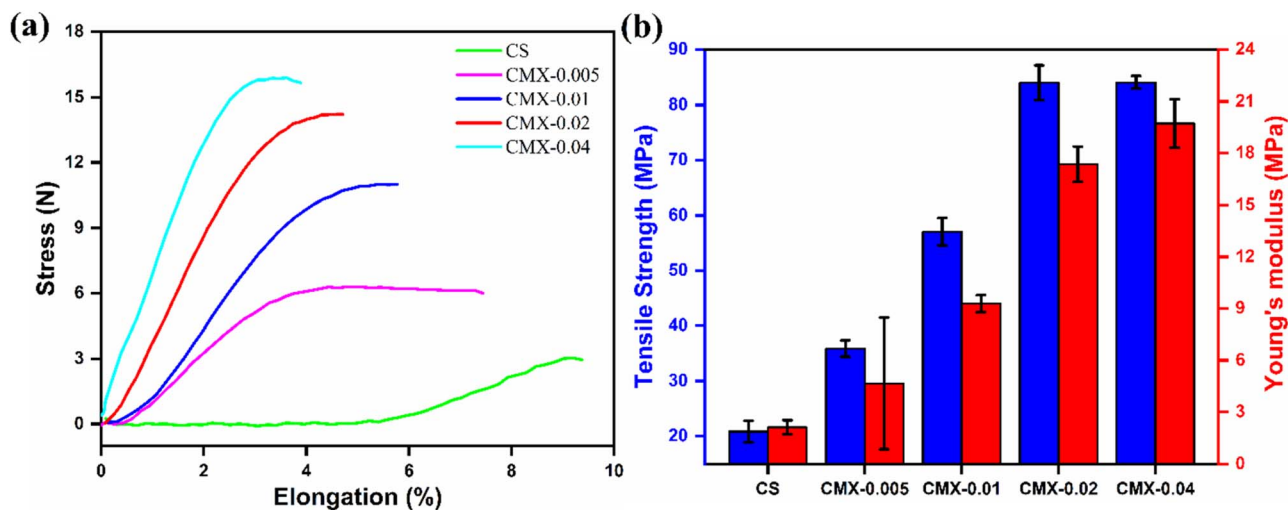 (a)
Stress (N)
18
15
12
9
6
3
0
0 2 4 6 8 10
Elongation (%)
CS
CMX-0.005
CMX-0.01
CMX-0.02
CMX-0.04
(b)
Tensile Strength (MPa)
90
80
70
60
50
40
30
20
CS CMX-0.005 CMX-0.01 CMX-0.02 CMX-0.04
24
21
18
15
12
9
6
3
0
Young's modulus (MPa)